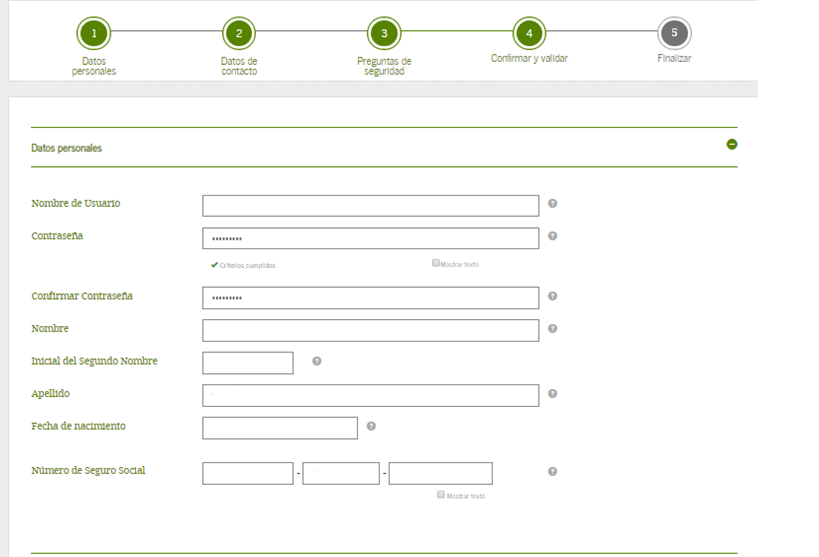 1 2 3 4 5
Datos personales
Datos de contacto
Preguntas de seguridad
Confirmar y validar
Finalizar
Datos personales
Nombre de Usuario
?
Contraseña
•••••••••
?
Criterios cumplidos
Mostrar texto
Confirmar Contraseña
•••••••••
?
Nombre
?
Inicial del Segundo Nombre
?
Apellido
?
Fecha de nacimiento
?
Número de Seguro Social
- -
?
Mostrar texto